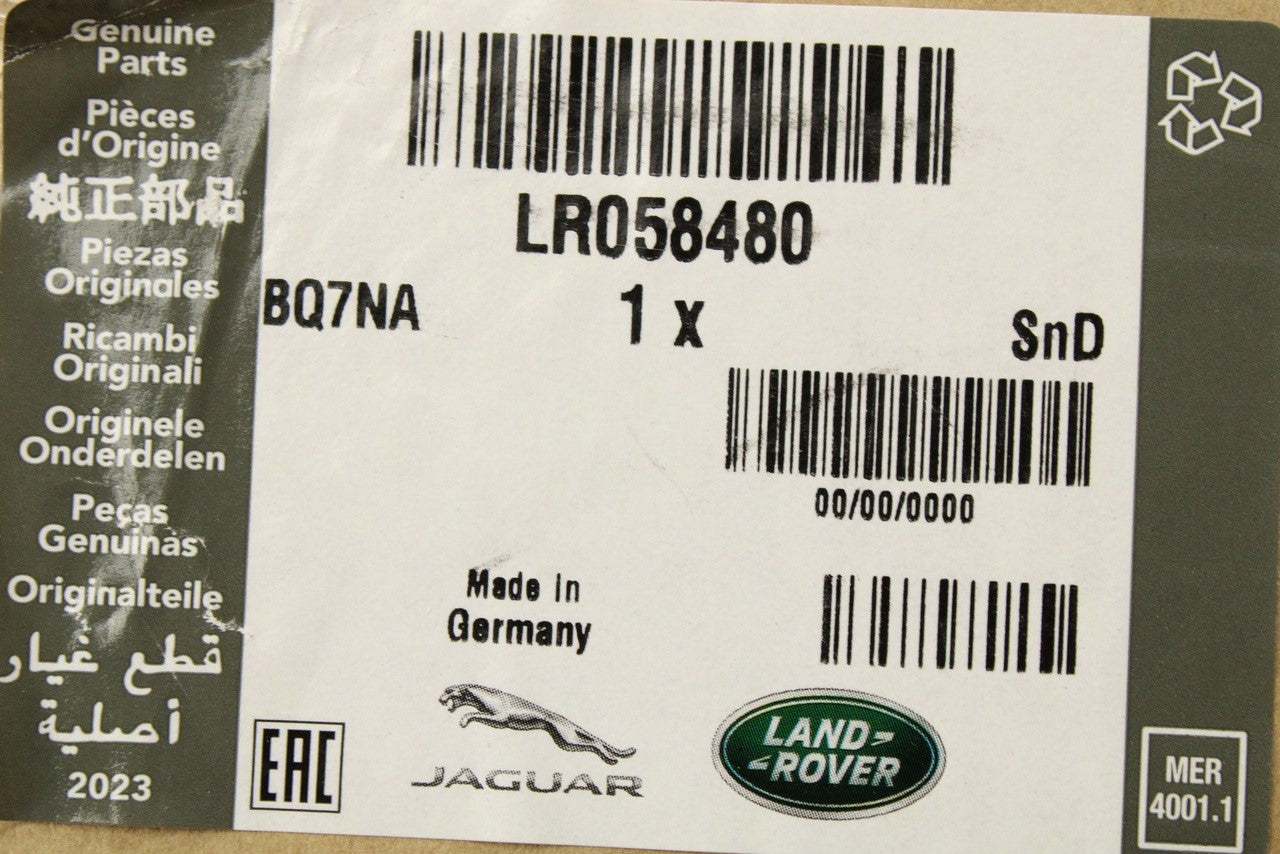 Genuine
Parts
Pièces
d'Origine
純正部品
Piezas
Originales
Ricambi
Originali
Originele
Onderdelen
Peças
Genuínas
Originalteile
قطع غيار
أصلية
2023
LR058480
BQ7NA
1 x
SnD
00/00/0000
Made in
Germany
EAC
JAGUAR
LAND-
-ROVER
MER
4001.1